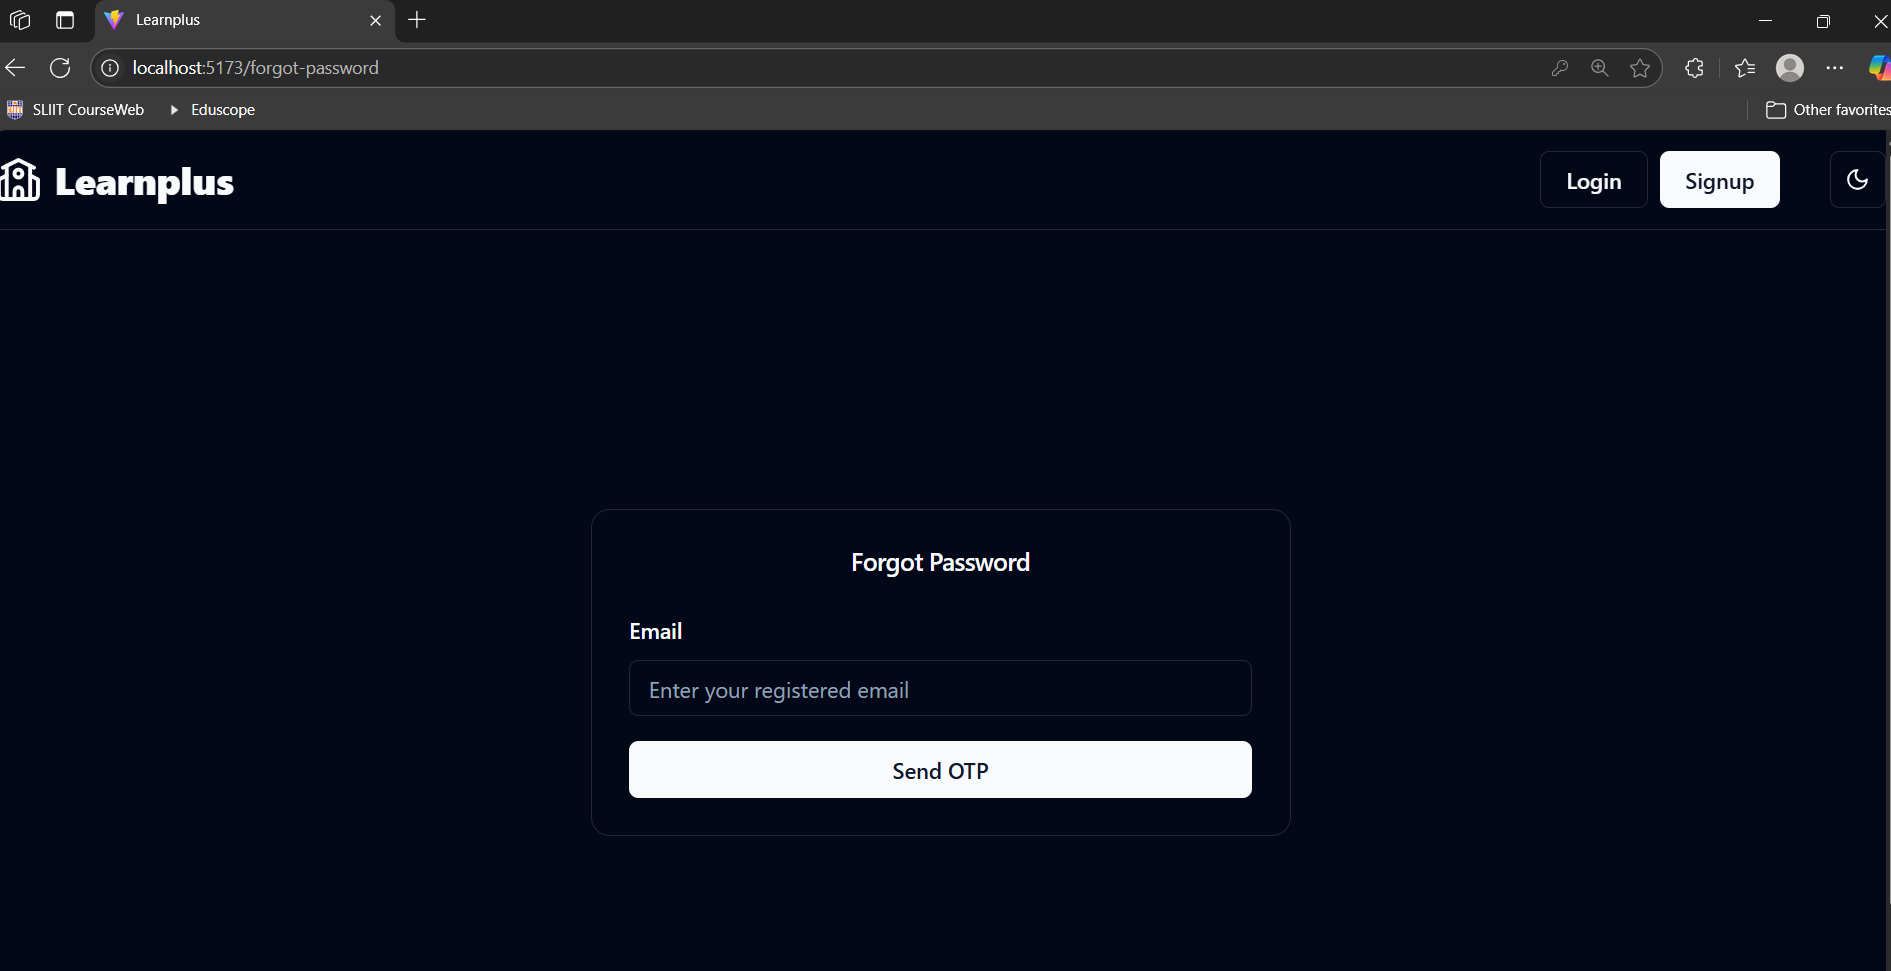 Learnplus
localhost:5173/forgot-password
SLIIT CourseWeb
Eduscope
Other favorites
Learnplus
Login
Signup
Forgot Password
Email
Enter your registered email
Send OTP